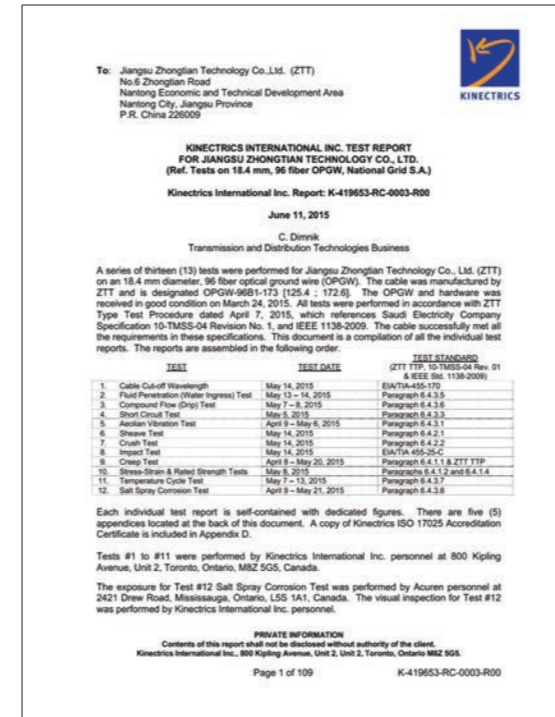 KINECTRICS
To: Jiangsu Zhongtian Technology Co.,Ltd. (ZTT)
No.6 Zhongtian Road
Nantong Economic and Technical Development Area
Nantong City, Jiangsu Province
P.R. China 226009
KINECTRICS INTERNATIONAL INC. TEST REPORT
FOR JIANGSU ZHONGTIAN TECHNOLOGY CO., LTD.
(Ref. Tests on 18.4 mm, 96 fiber OPGW, National Grid S.A.)
Kinectrics International Inc. Report: K-419653-RC-0003-R00
June 11, 2015
C. Dimnik
Transmission and Distribution Technologies Business
A series of thirteen (13) tests were performed for Jiangsu Zhongtian Technology Co., Ltd. (ZTT)
on an 18.4 mm diameter, 96 fiber optical ground wire (OPGW). The cable was manufactured by
ZTT and is designated OPGW-96B1-173 [125.4 ; 172.6]. The OPGW and hardware was
received in good condition on March 24, 2015. All tests were performed in accordance with ZTT
Type Test Procedure dated April 7, 2015, which references Saudi Electricity Company
Specification 10-TMSS-04 Revision No. 1, and IEEE 1138-2009. The cable successfully met all
the requirements in these specifications. This document is a compilation of all the individual test
reports. The reports are assembled in the following order.
TEST TEST DATE TEST STANDARD
(ZTT TTP, 10-TMSS-04 Rev. 01
& IEEE Std. 1138-2009)
1. Cable Cut-off Wavelength May 14, 2015 EIA/TIA-455-170
2. Fluid Penetration (Water Ingress) Test May 13 – 14, 2015 Paragraph 6.4.3.5
3. Compound Flow (Drip) Test May 7 – 8, 2015 Paragraph 6.4.3.6
4. Short Circuit Test May 5, 2015 Paragraph 6.4.3.3
5. Aeolian Vibration Test April 9 – May 6, 2015 Paragraph 6.4.3.1
6. Sheave Test May 14, 2015 Paragraph 6.4.2.1
7. Crush Test May 14, 2015 Paragraph 6.4.2.2
8. Impact Test May 14, 2015 EIA/TIA 455-25-C
9. Creep Test April 8 – May 20, 2015 Paragraph 6.4.1.1 & ZTT TTP
10. Stress-Strain & Rated Strength Tests May 8, 2015 Paragraphs 6.4.1.2 and 6.4.1.4
11. Temperature Cycle Test May 7 – 13, 2015 Paragraph 6.4.3.7
12. Salt Spray Corrosion Test April 9 – May 21, 2015 Paragraph 6.4.3.8
Each individual test report is self-contained with dedicated figures. There are five (5)
appendices located at the back of this document. A copy of Kinectrics ISO 17025 Accreditation
Certificate is included in Appendix D.
Tests #1 to #11 were performed by Kinectrics International Inc. personnel at 800 Kipling
Avenue, Unit 2, Toronto, Ontario, M8Z 5G5, Canada.
The exposure for Test #12 Salt Spray Corrosion Test was performed by Acuren personnel at
2421 Drew Road, Mississauga, Ontario, L5S 1A1, Canada. The visual inspection for Test #12
was performed by Kinectrics International Inc. personnel.
PRIVATE INFORMATION
Contents of this report shall not be disclosed without authority of the client.
Kinectrics International Inc., 800 Kipling Avenue, Unit 2, Unit 2, Toronto, Ontario M8Z 5G5.
Page 1 of 109 K-419653-RC-0003-R00